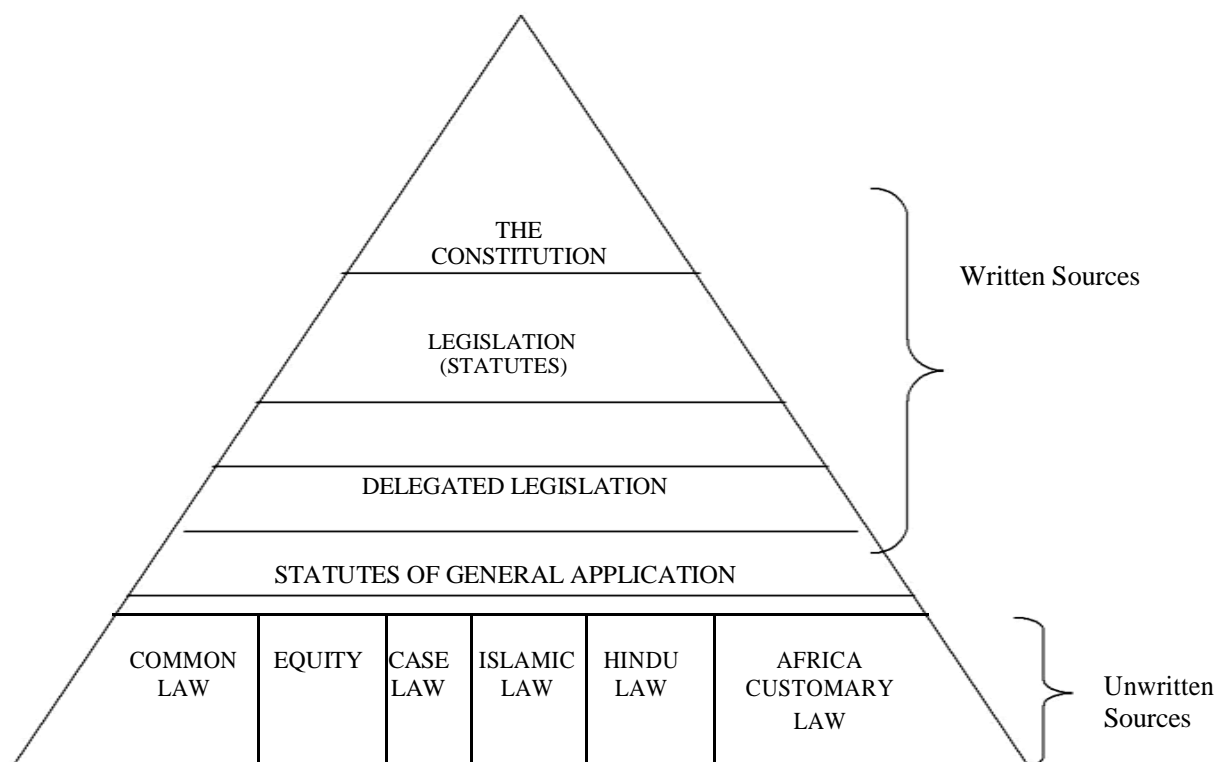 THE
CONSTITUTION
Written Sources
LEGISLATION
(STATUTES)
DELEGATED LEGISLATION
STATUTES OF GENERAL APPLICATION
COMMON
LAW
EQUITY
CASE
LAW
ISLAMIC
LAW
HINDU
LAW
AFRICA
CUSTOMARY
LAW
Unwritten
Sources